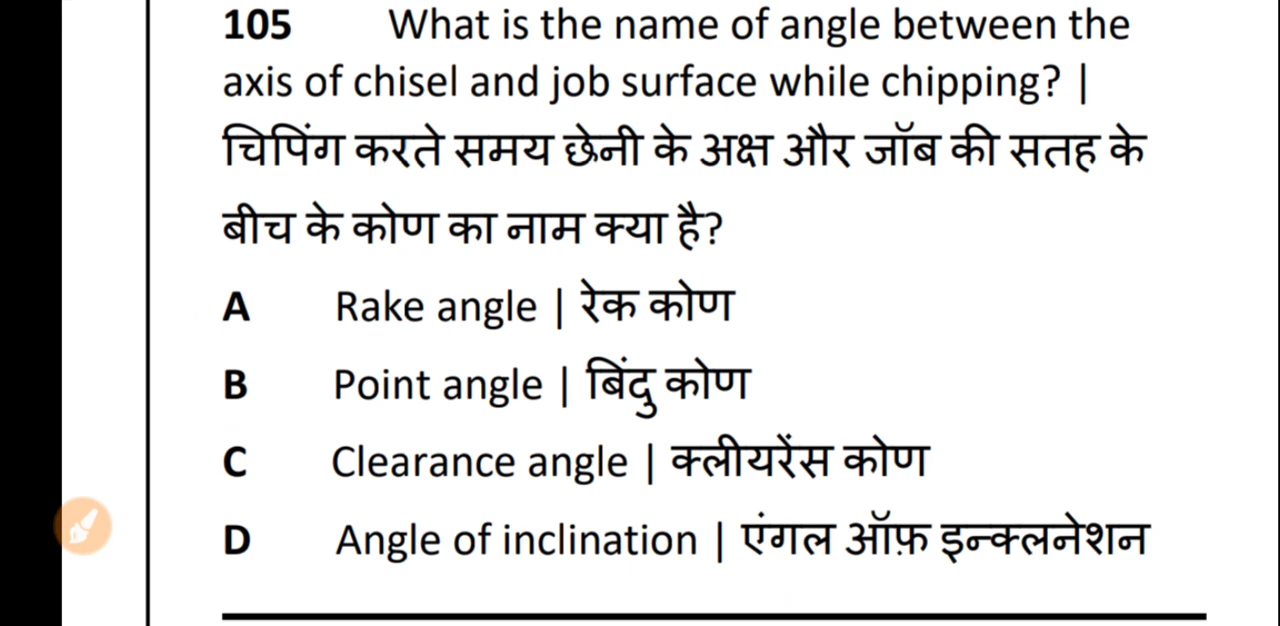 105 What is the name of angle between the
axis of chisel and job surface while chipping? |
चिपिंग करते समय छेनी के अक्ष और जॉब की सतह के
बीच के कोण का नाम क्या है?
A Rake angle | रेक कोण
B Point angle | बिंदु कोण
C Clearance angle | क्लीयरेंस कोण
D Angle of inclination | एंगल ऑफ़ इन्क्लनेशन